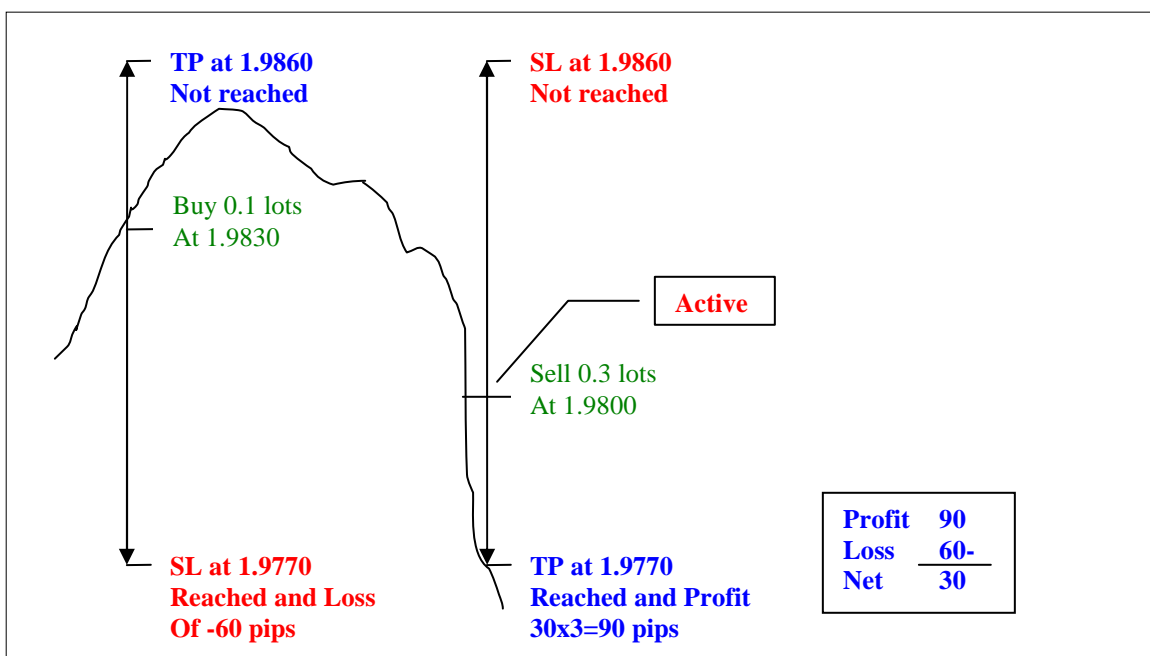 TP at 1.9860
Not reached
SL at 1.9860
Not reached
Buy 0.1 lots
At 1.9830
Active
Sell 0.3 lots
At 1.9800
SL at 1.9770
Reached and Loss
Of -60 pips
TP at 1.9770
Reached and Profit
30x3=90 pips
Profit 90
Loss 60-
Net 30